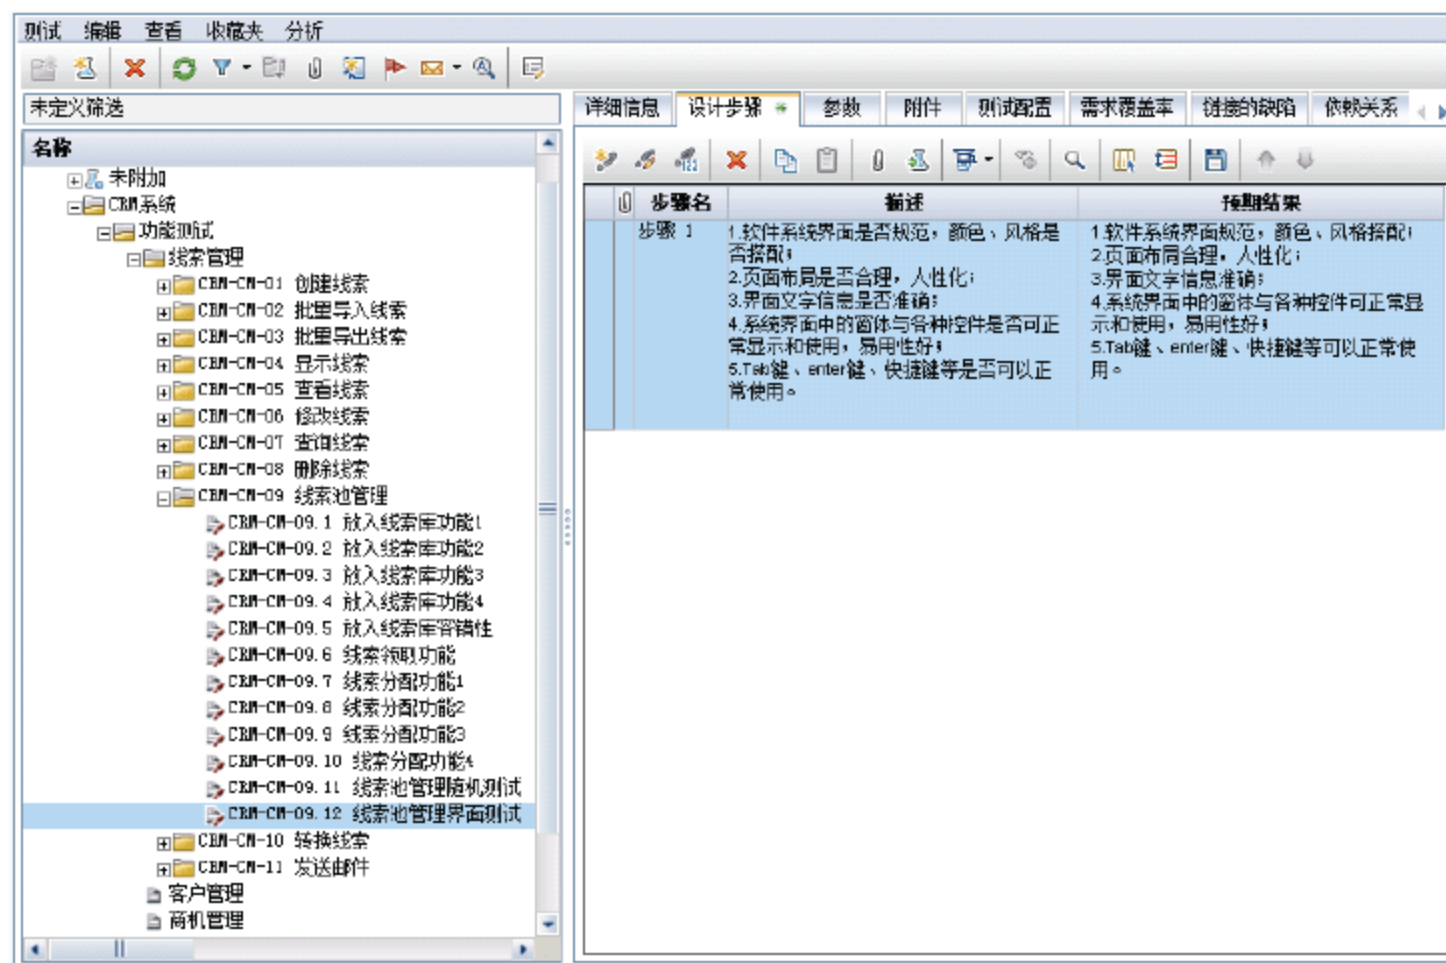 测试 编辑 查看 收藏夹 分析
未定义筛选
名称
未附加
CRM系统
功能测试
线索管理
CRM-CM-01 创建线索
CRM-CM-02 批量导入线索
CRM-CM-03 批量导出线索
CRM-CM-04 显示线索
CRM-CM-05 查看线索
CRM-CM-06 修改线索
CRM-CM-07 查询线索
CRM-CM-08 删除线索
CRM-CM-09 线索池管理
CRM-CM-09.1 放入线索库功能1
CRM-CM-09.2 放入线索库功能2
CRM-CM-09.3 放入线索库功能3
CRM-CM-09.4 放入线索库功能4
CRM-CM-09.5 放入线索库容错性
CRM-CM-09.6 线索领取功能
CRM-CM-09.7 线索分配功能1
CRM-CM-09.8 线索分配功能2
CRM-CM-09.9 线索分配功能3
CRM-CM-09.10 线索分配功能4
CRM-CM-09.11 线索池管理随机测试
CRM-CM-09.12 线索池管理界面测试
CRM-CM-10 转换线索
CRM-CM-11 发送邮件
客户管理
商机管理
详细信息 设计步骤 * 参数 附件 测试配置 需求覆盖率 链接的缺陷 依赖关系
步骤名 描述 预期结果
步骤 1
1.软件系统界面是否规范，颜色、风格是
否搭配；
2.页面布局是否合理，人性化；
3.界面文字信息是否准确；
4.系统界面中的窗体与各种控件是否可正
常显示和使用，易用性好；
5.Tab键、enter键、快捷键等是否可以正
常使用。
1.软件系统界面规范，颜色、风格搭配；
2.页面布局合理，人性化；
3.界面文字信息准确；
4.系统界面中的窗体与各种控件可正常显
示和使用，易用性好；
5.Tab键、enter键、快捷键等可以正常使
用。